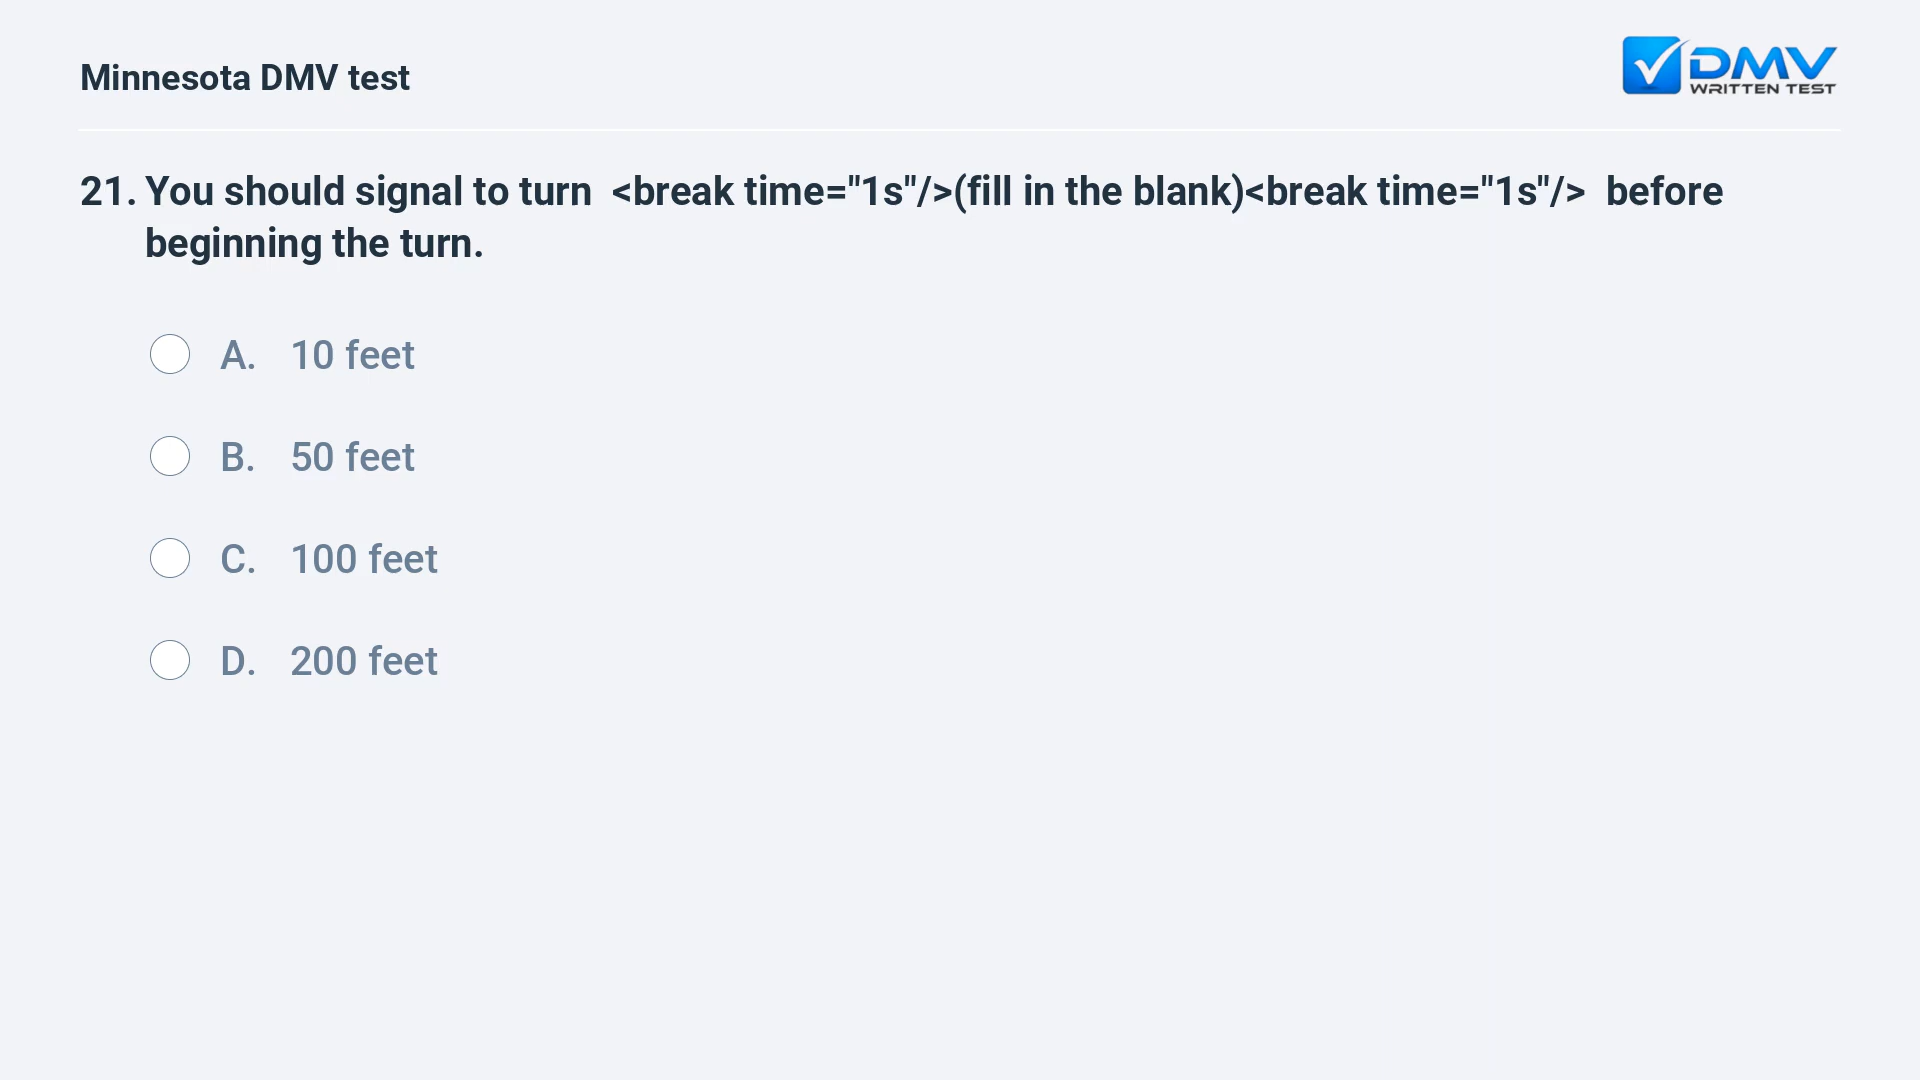 Minnesota DMV test
DMV
WRITTEN TEST
21. You should signal to turn  <break time="1s"/>(fill in the blank)<break time="1s"/>  before
beginning the turn.
A. 10 feet
B. 50 feet
C. 100 feet
D. 200 feet